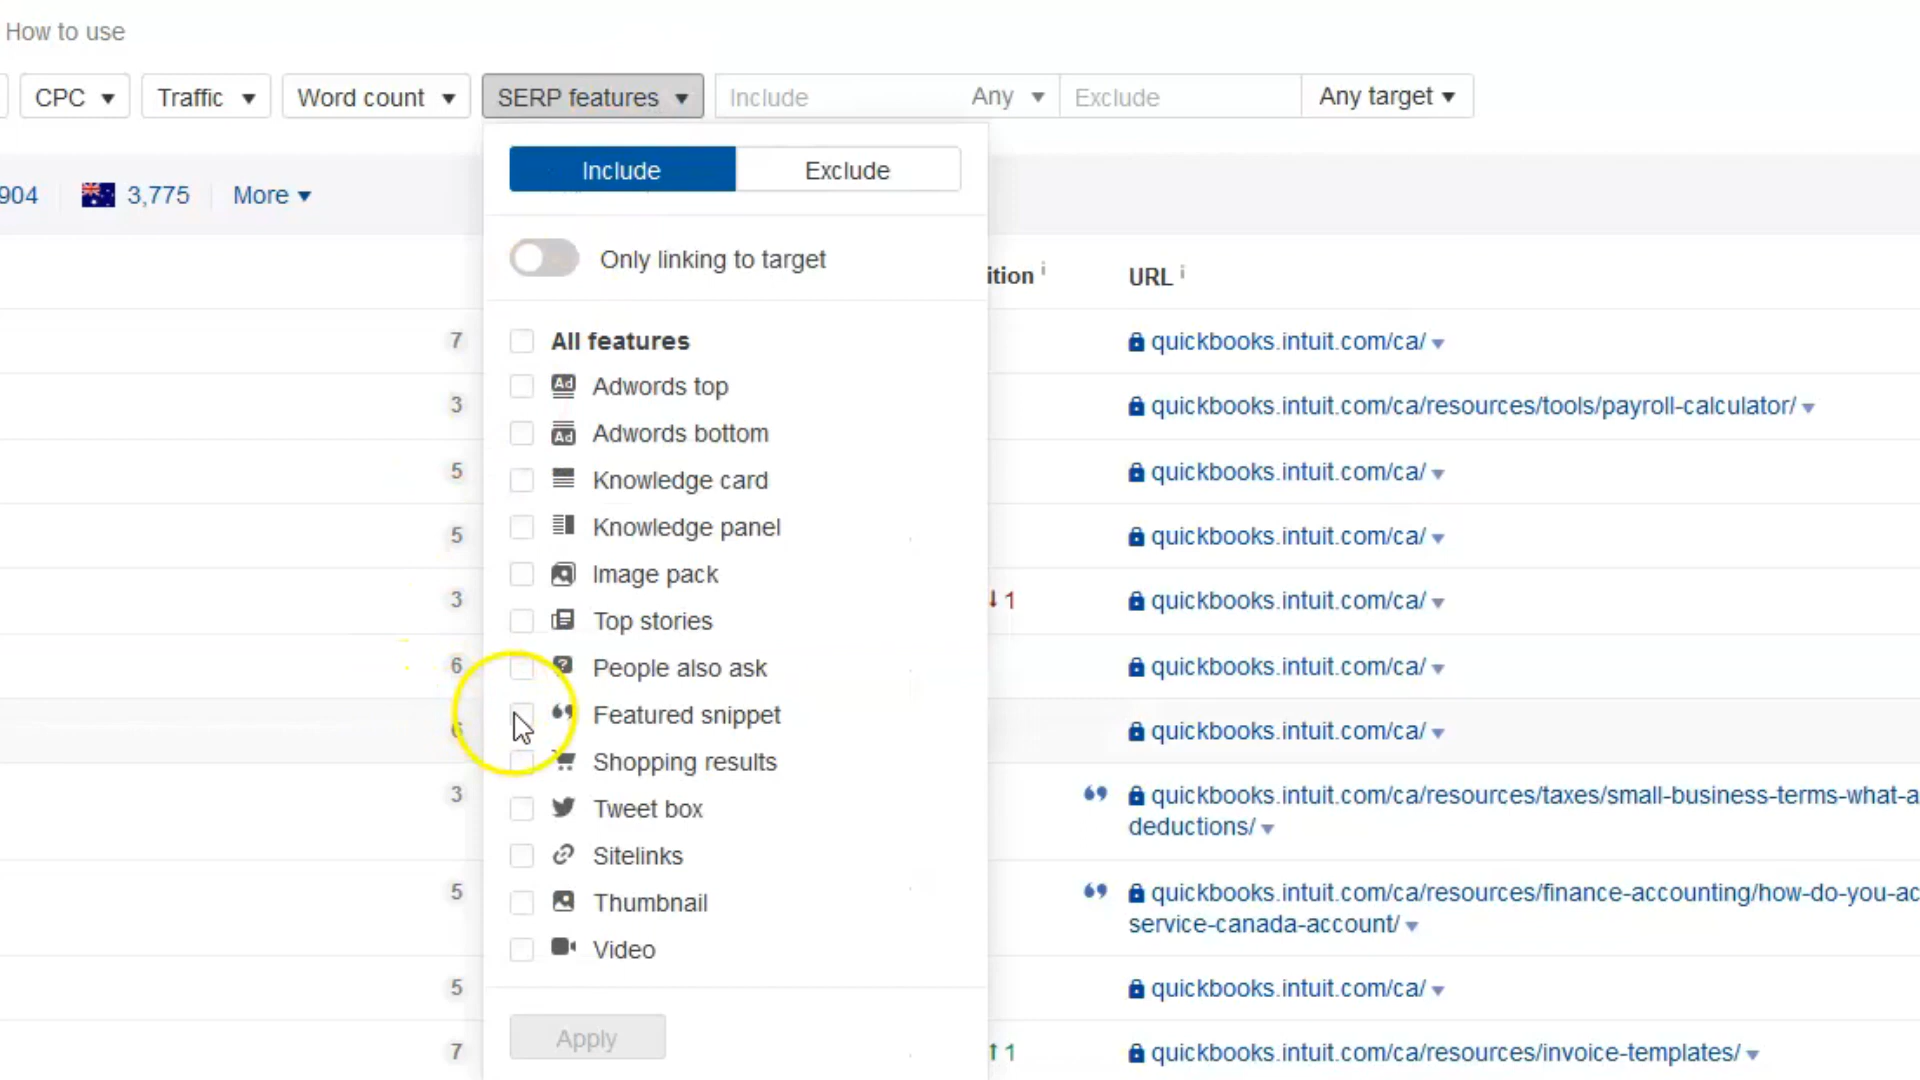 How to use
CPC Traffic Word count SERP features Include Any Exclude Any target
Include Exclude
904 3,775 More
Only linking to target
ition i URL i
All features
7 quickbooks.intuit.com/ca/
Ad Adwords top
3 quickbooks.intuit.com/ca/resources/tools/payroll-calculator/
Ad Adwords bottom
Knowledge card
5 quickbooks.intuit.com/ca/
Knowledge panel
5 quickbooks.intuit.com/ca/
Image pack
3 ↓1 quickbooks.intuit.com/ca/
Top stories
People also ask
6 quickbooks.intuit.com/ca/
Featured snippet
6 quickbooks.intuit.com/ca/
Shopping results
3 quickbooks.intuit.com/ca/resources/taxes/small-business-terms-what-a
deductions/
Tweet box
Sitelinks
5 quickbooks.intuit.com/ca/resources/finance-accounting/how-do-you-ac
service-canada-account/
Thumbnail
Video
5 quickbooks.intuit.com/ca/
Apply
7 ↑1 quickbooks.intuit.com/ca/resources/invoice-templates/